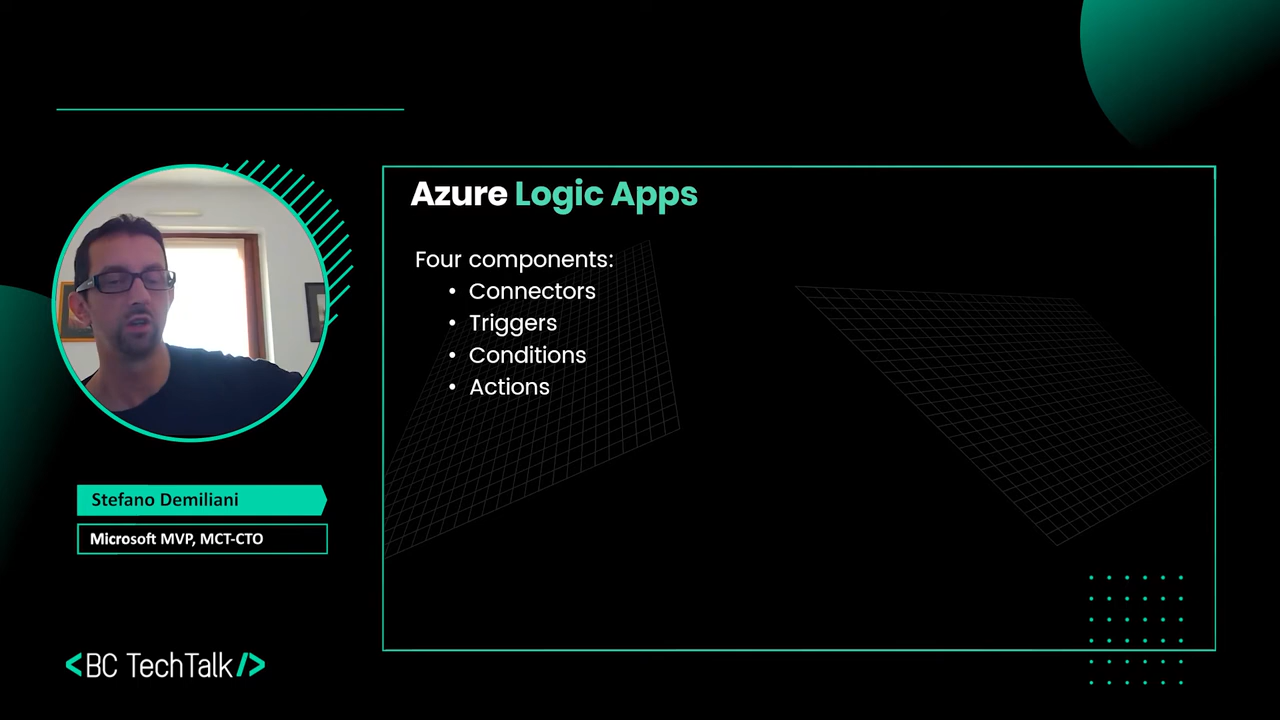 Azure Logic Apps
Four components:
• Connectors
• Triggers
• Conditions
• Actions
Stefano Demiliani
Microsoft MVP, MCT-CTO
<BC TechTalk/>